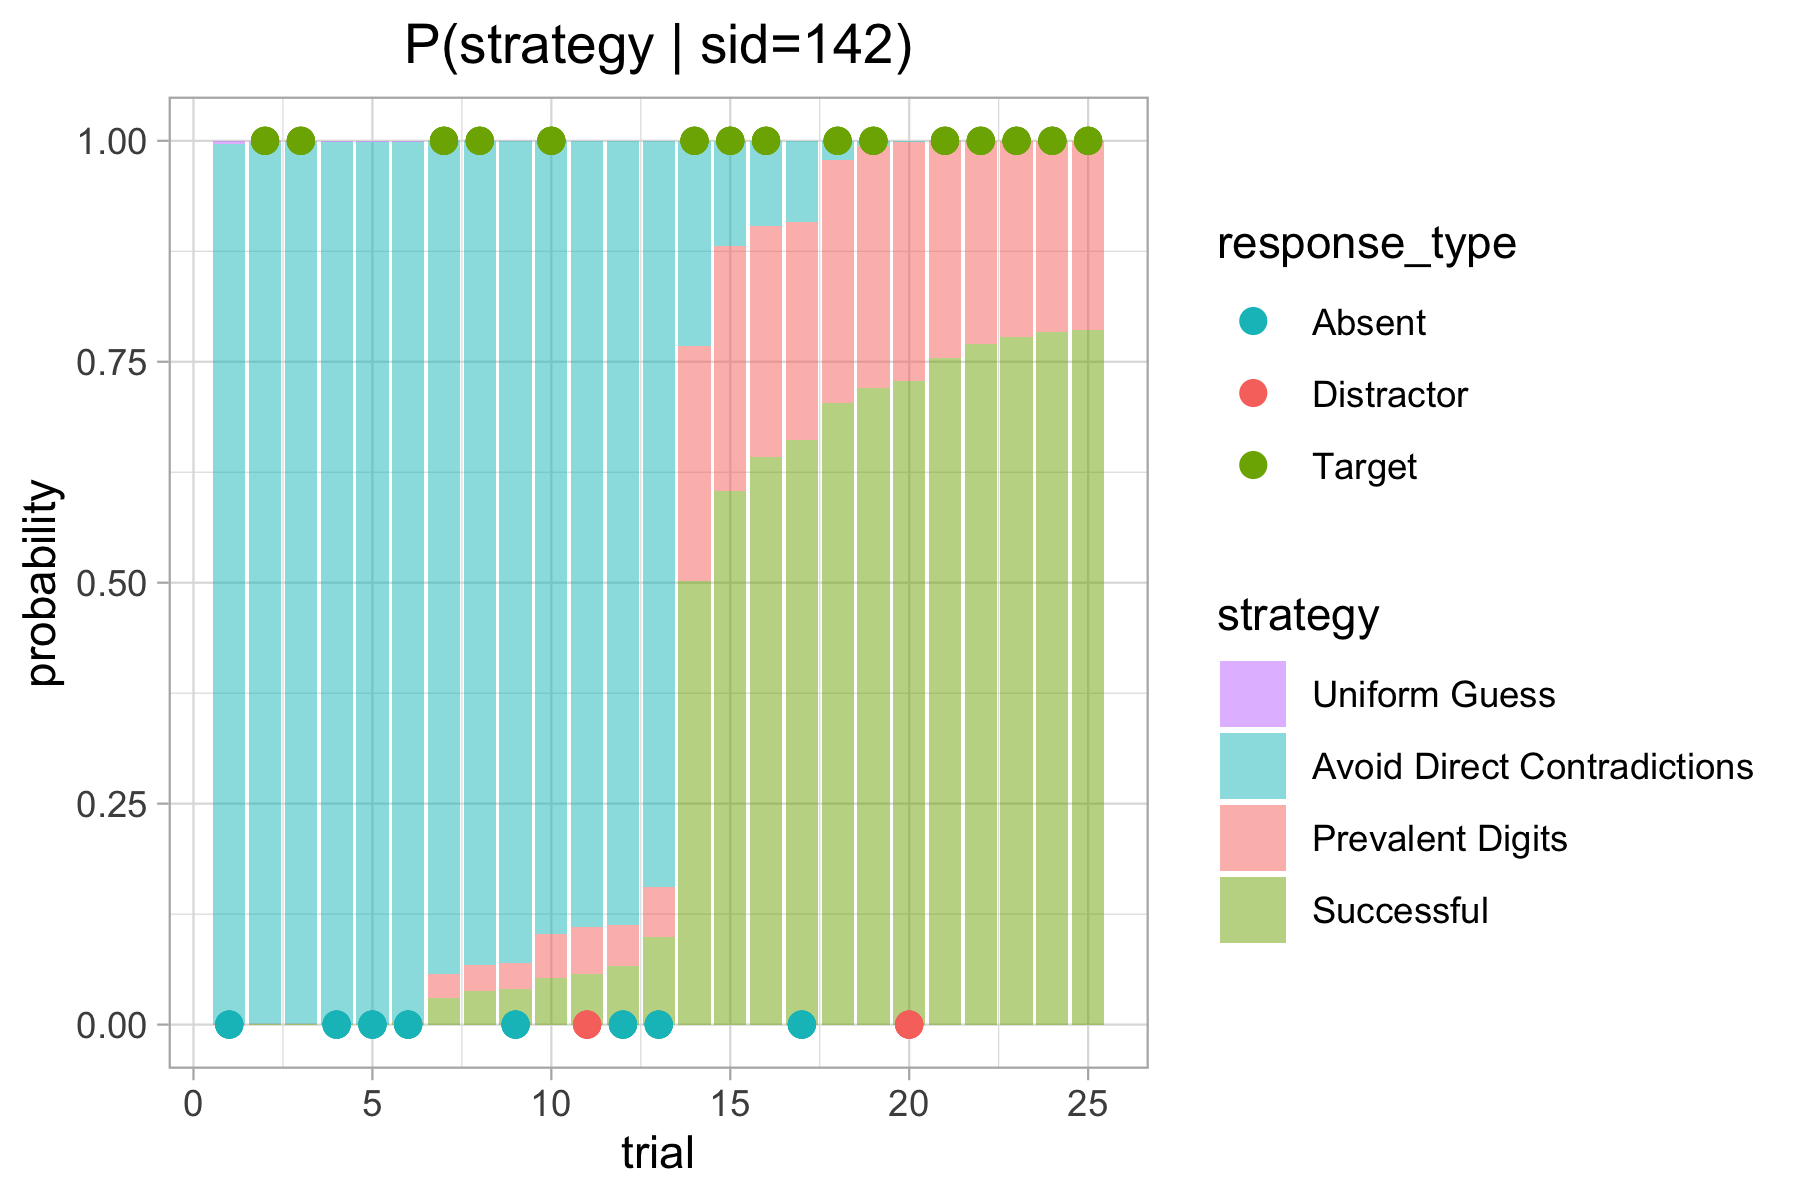 P(strategy | sid=142)
1.00
0.75
0.50
0.25
0.00
probability
0 5 10 15 20 25
trial
response_type
Absent
Distractor
Target
strategy
Uniform Guess
Avoid Direct Contradictions
Prevalent Digits
Successful